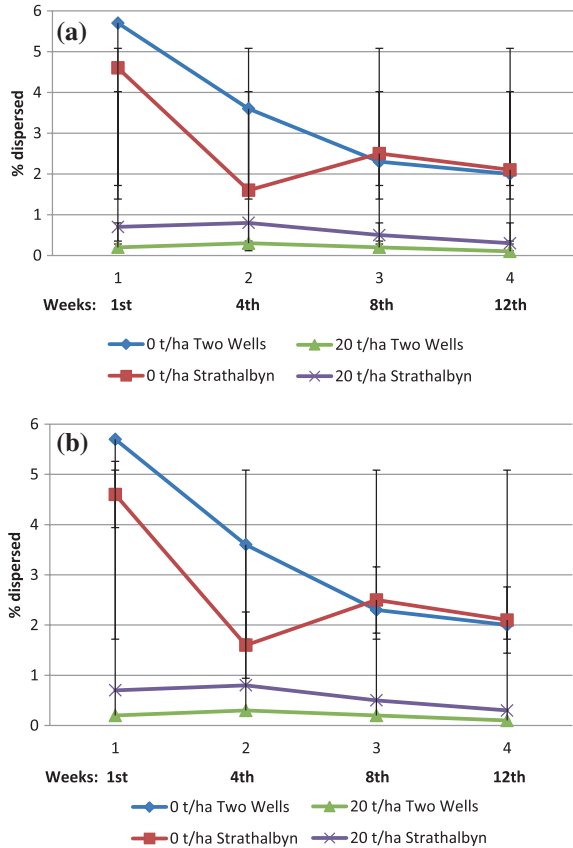 (a)
6
5
4
3
2
1
0
% dispersed
1 2 3 4
Weeks: 1st 4th 8th 12th
0 t/ha Two Wells 20 t/ha Two Wells
0 t/ha Strathalbyn 20 t/ha Strathalbyn
(b)
6
5
4
3
2
1
0
% dispersed
1 2 3 4
Weeks: 1st 4th 8th 12th
0 t/ha Two Wells 20 t/ha Two Wells
0 t/ha Strathalbyn 20 t/ha Strathalbyn